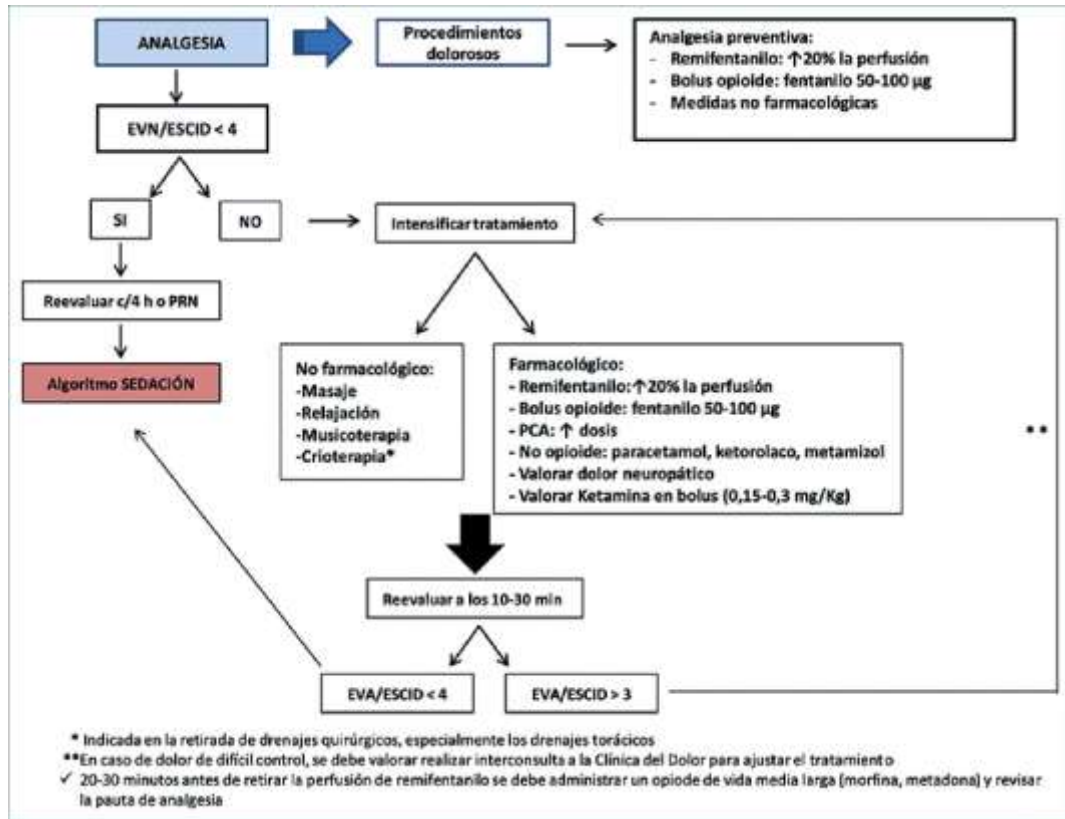 ANALGESIA
Procedimientos
dolorosos
Analgesia preventiva:
- Remifentanilo: ↑20% la perfusión
- Bolus opioide: fentanilo 50-100 µg
- Medidas no farmacológicas
EVN/ESCID < 4
SI
NO
Intensificar tratamiento
Reevaluar c/4 h o PRN
Algoritmo SEDACIÓN
No farmacológico:
-Masaje
-Relajación
-Musicoterapia
-Crioterapia*
Farmacológico:
- Remifentanilo:↑20% la perfusión
- Bolus opioide: fentanilo 50-100 µg
- PCA: ↑ dosis
- No opioide: paracetamol, ketorolaco, metamizol
- Valorar dolor neuropático
- Valorar Ketamina en bolus (0,15-0,3 mg/Kg)
**
Reevaluar a los 10-30 min
EVA/ESCID < 4
EVA/ESCID > 3
* Indicada en la retirada de drenajes quirúrgicos, especialmente los drenajes torácicos
**En caso de dolor de difícil control, se debe valorar realizar interconsulta a la Clínica del Dolor para ajustar el tratamiento
✓ 20-30 minutos antes de retirar la perfusión de remifentanilo se debe administrar un opiode de vida media larga (morfina, metadona) y revisar
la pauta de analgesia